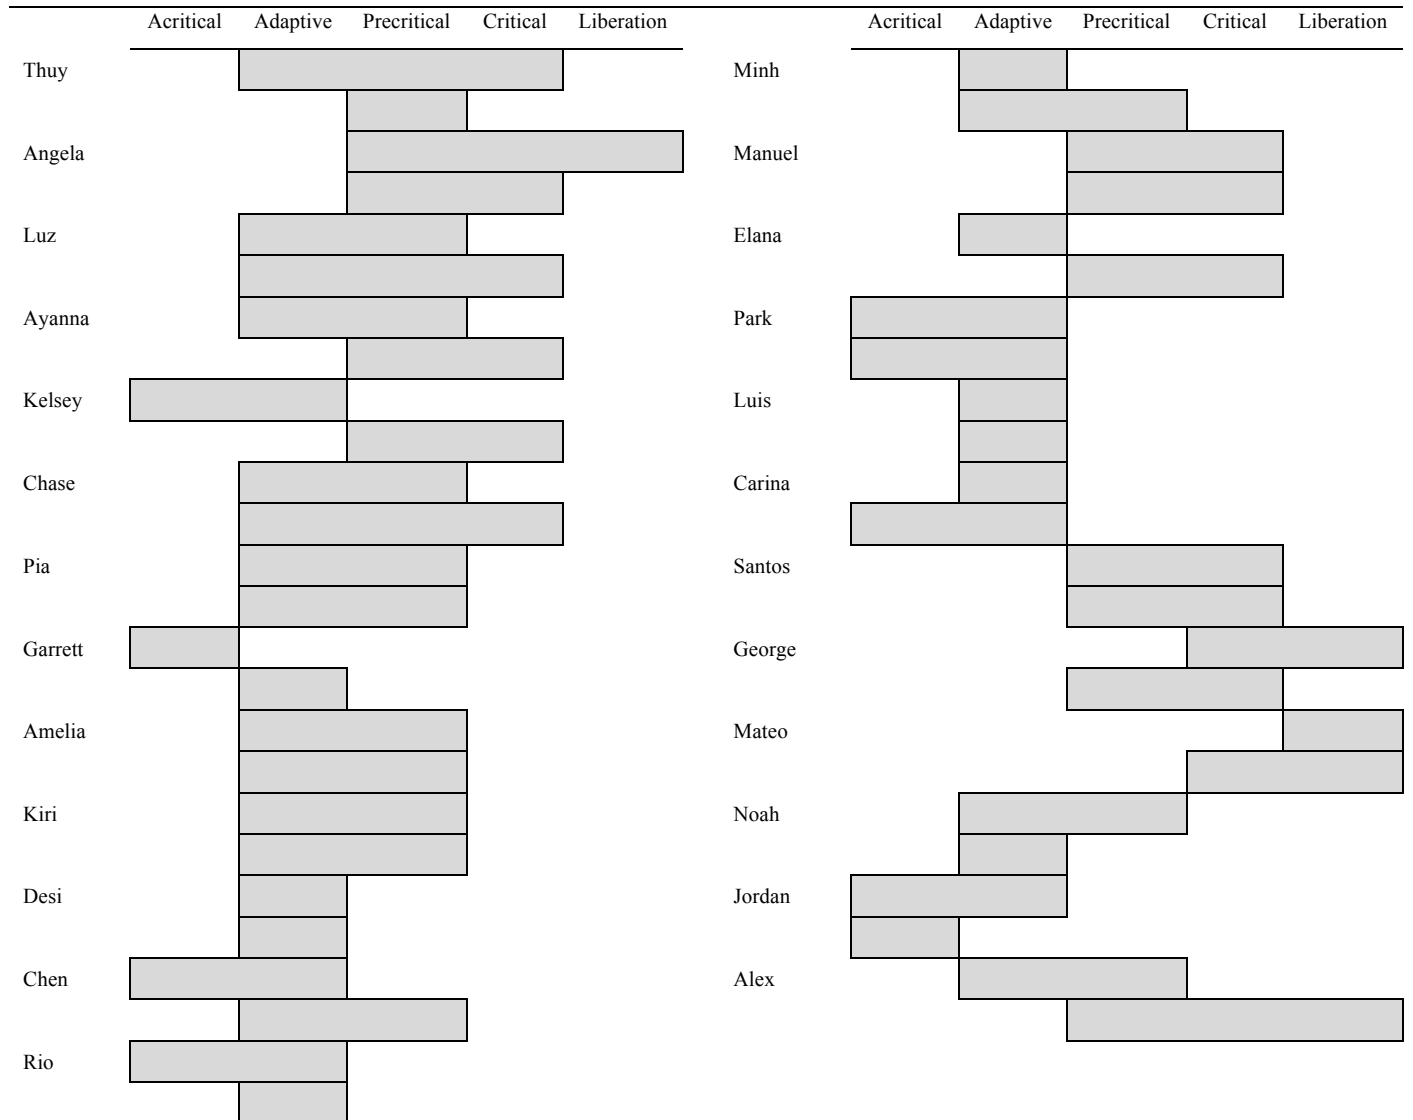 Acritical Adaptive Precritical Critical Liberation Acritical Adaptive Precritical Critical Liberation
Thuy Minh
Angela Manuel
Luz Elana
Ayanna Park
Kelsey Luis
Chase Carina
Pia Santos
Garrett George
Amelia Mateo
Kiri Noah
Desi Jordan
Chen Alex
Rio